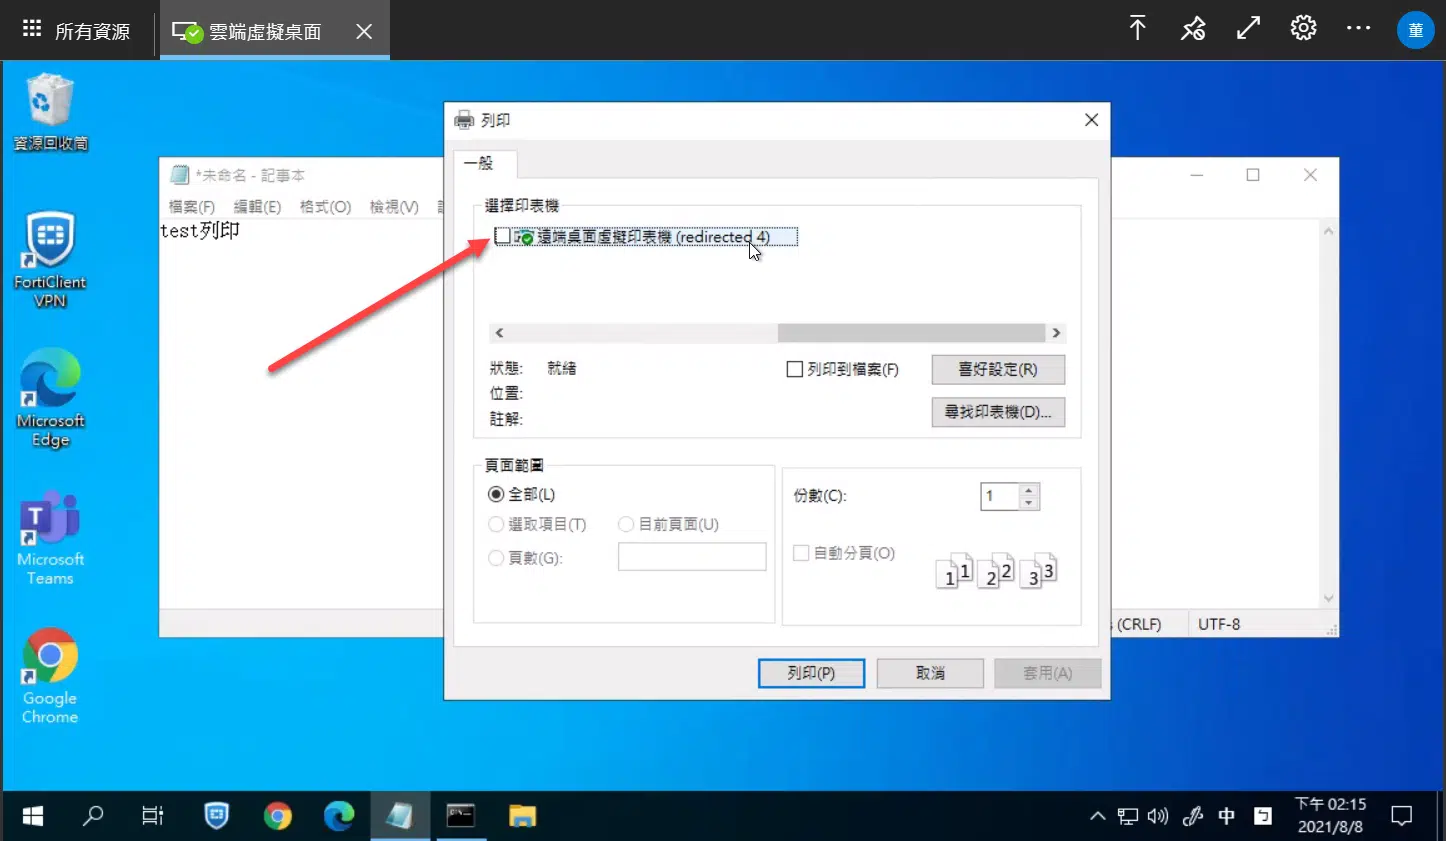 所有資源
雲端虛擬桌面
董
資源回收筒
FortiClient
VPN
Microsoft
Edge
T
Microsoft
Teams
Google
Chrome
*未命名 - 記事本
檔案(F) 編輯(E) 格式(O) 檢視(V)
test列印
(CRLF) UTF-8
列印
一般
選擇印表機
遠端桌面虛擬印表機 (redirected 4)
狀態: 就緒
位置:
註解:
列印到檔案(F)
喜好設定(R)
尋找印表機(D)...
頁面範圍
全部(L)
選取項目(T) 目前頁面(U)
頁數(G):
份數(C): 1
自動分頁(O)
1 1 2 2 3 3
列印(P) 取消 套用(A)
中
下午 02:15
2021/8/8